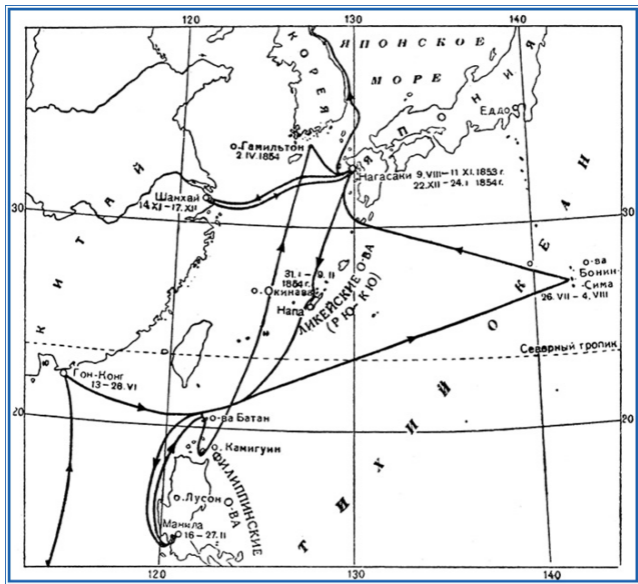 120
130
140
КОРЕЯ
ЯПОНСКОЕ
МОРЕ
ЯПОНИЯ
Еддо
о.Гамильтон
2 IV. 1854
Нагасаки 9.VIII – 11 XI. 1853 г.
22.XII – 24.I 1854 г.
КИТАЙ
Шанхай
14.XI – 17.XII
30
30
31.I – 9.II
1854 г.
о.Окинава
Напа
ЛИКЕЙСКИЕ О-ВА
(РЮ-КЮ)
о-ва
Бонин
-Сима
26.VII – 4.VIII
Северный тропик
Гон-Конг
13 – 26.VI
20
20
о-ва Батан
о. Камигуин
ФИЛИППИНСКИЕ О-ВА
о.Лусон
Манила
16 – 27.II
ТИХИЙ ОКЕАН
120
130
140